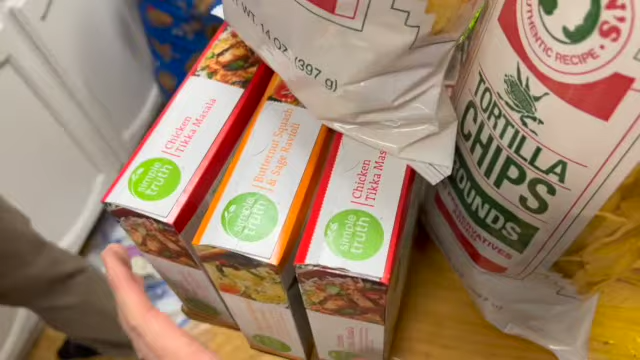 WT. 14 OZ (397 g)
AUTHENTIC RECIPE
TORTILLA
CHIPS
ROUNDS
PRESERVATIVES
Chicken
Tikka Masala
simple
truth
Butternut Squash
& Sage Ravioli
simple
truth
Chicken
Tikka Mas
simple
truth